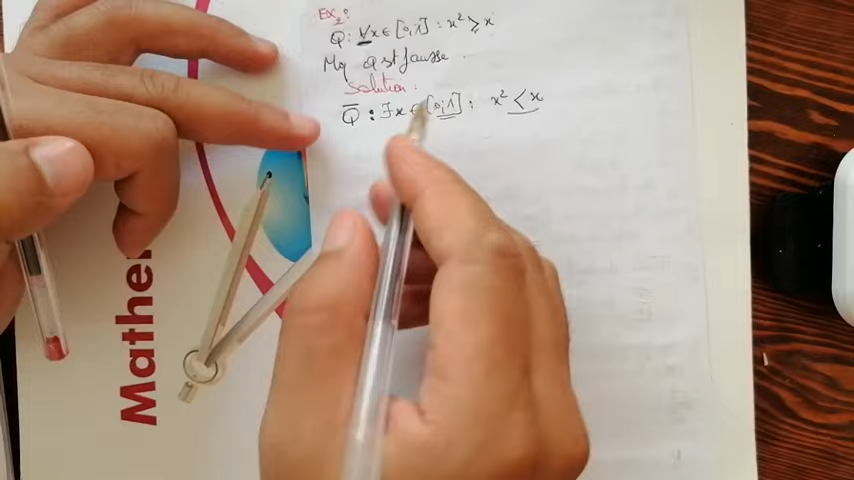 Ex2:
Q: ∀x ∈ [0,1] : x² ≥ x
Mq Q est fausse.
Solution:
Q̅ : ∃x ∈ [0;1] : x² < x
Mathe